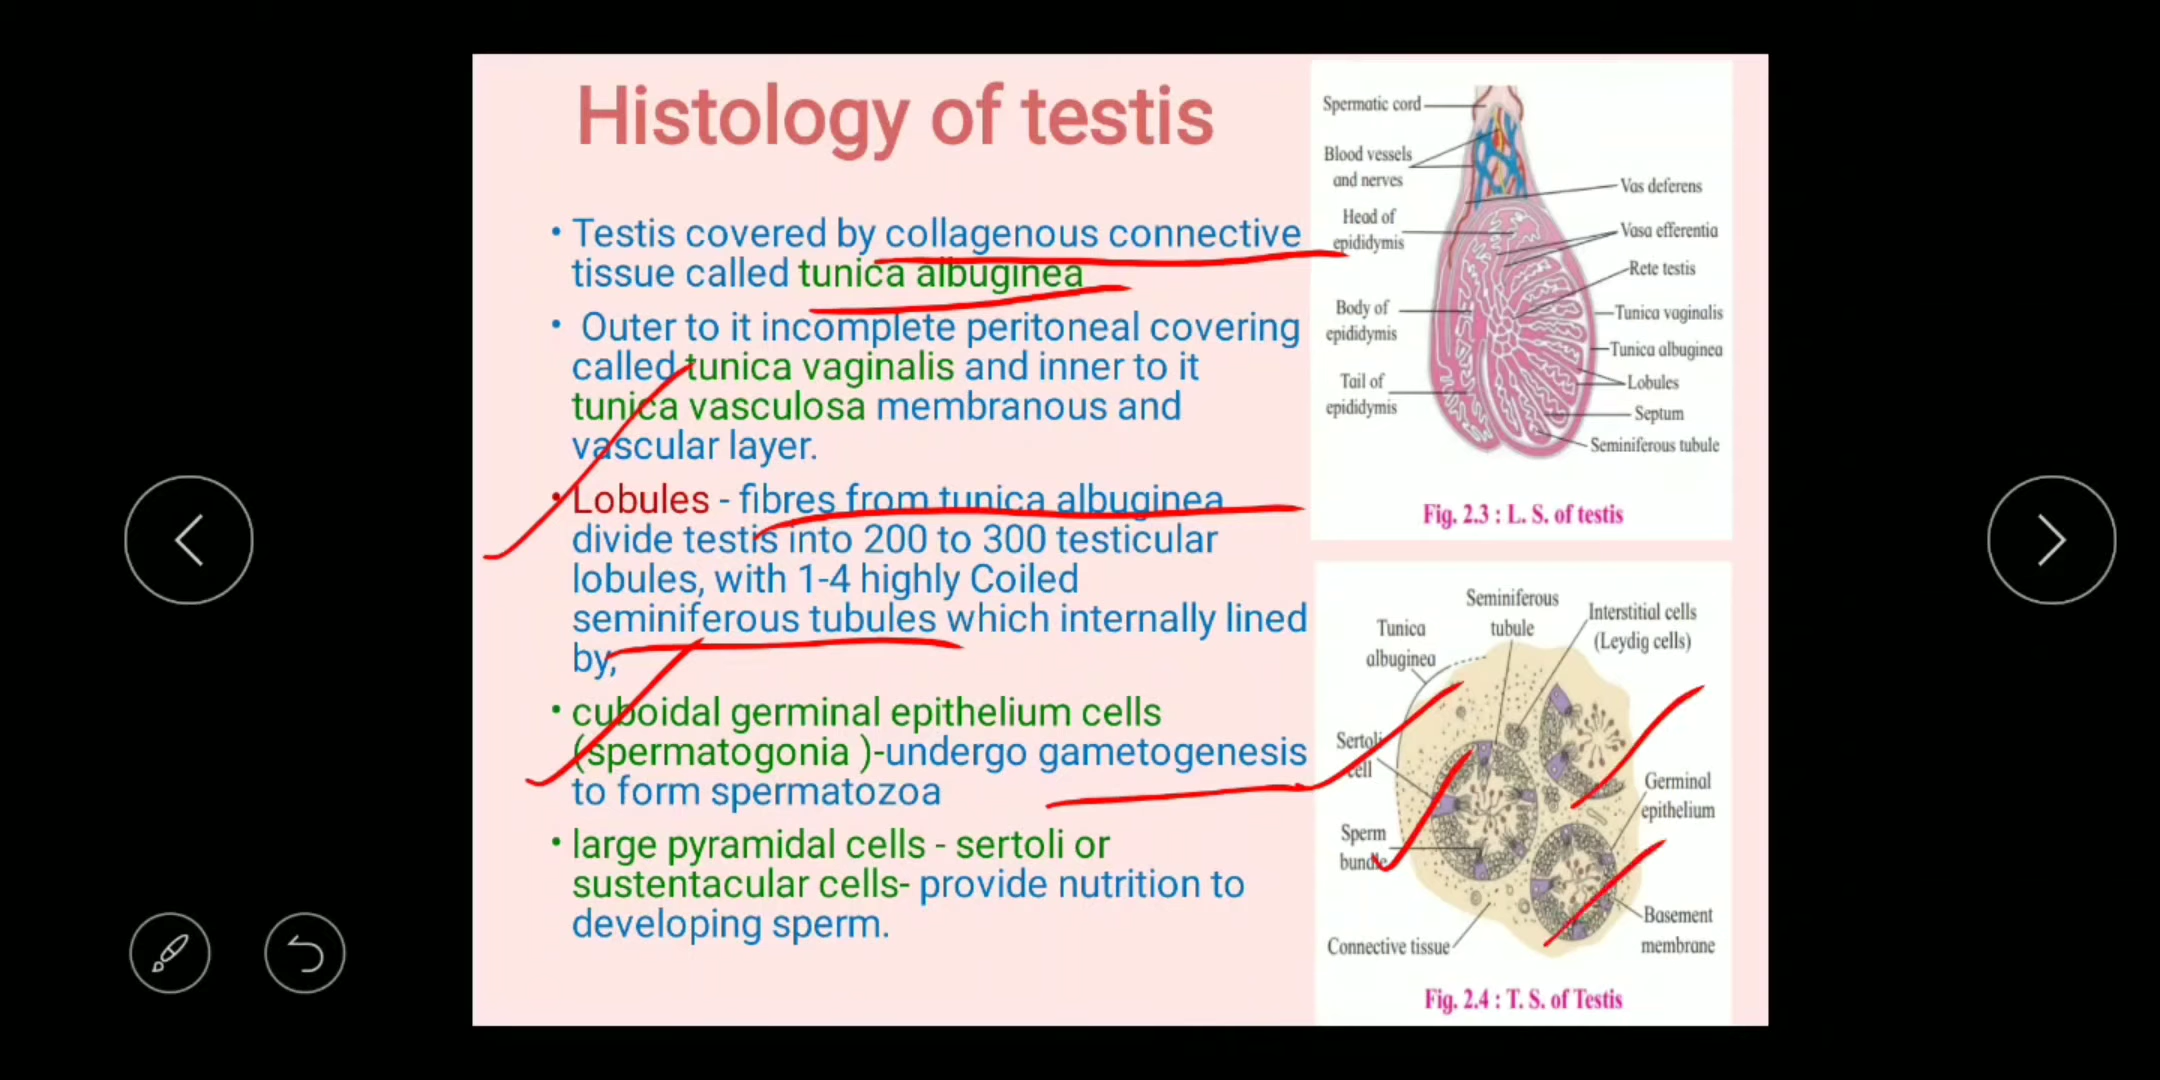 Histology of testis
• Testis covered by collagenous connective
tissue called tunica albuginea
• Outer to it incomplete peritoneal covering
called tunica vaginalis and inner to it
tunica vasculosa membranous and
vascular layer.
• Lobules - fibres from tunica albuginea
divide testis into 200 to 300 testicular
lobules, with 1-4 highly Coiled
seminiferous tubules which internally lined
by,
• cuboidal germinal epithelium cells
(spermatogonia )-undergo gametogenesis
to form spermatozoa
• large pyramidal cells - sertoli or
sustentacular cells- provide nutrition to
developing sperm.
Spermatic cord
Blood vessels
and nerves
Head of
epididymis
Body of
epididymis
Tail of
epididymis
Vas deferens
Vasa efferentia
Rete testis
Tunica vaginalis
Tunica albuginea
Lobules
Septum
Seminiferous tubule
Fig. 2.3 : L. S. of testis
Seminiferous
tubule
Interstitial cells
(Leydig cells)
Tunica
albuginea
Sertoli
cell
Sperm
bundle
Germinal
epithelium
Basement
membrane
Connective tissue
Fig. 2.4 : T. S. of Testis